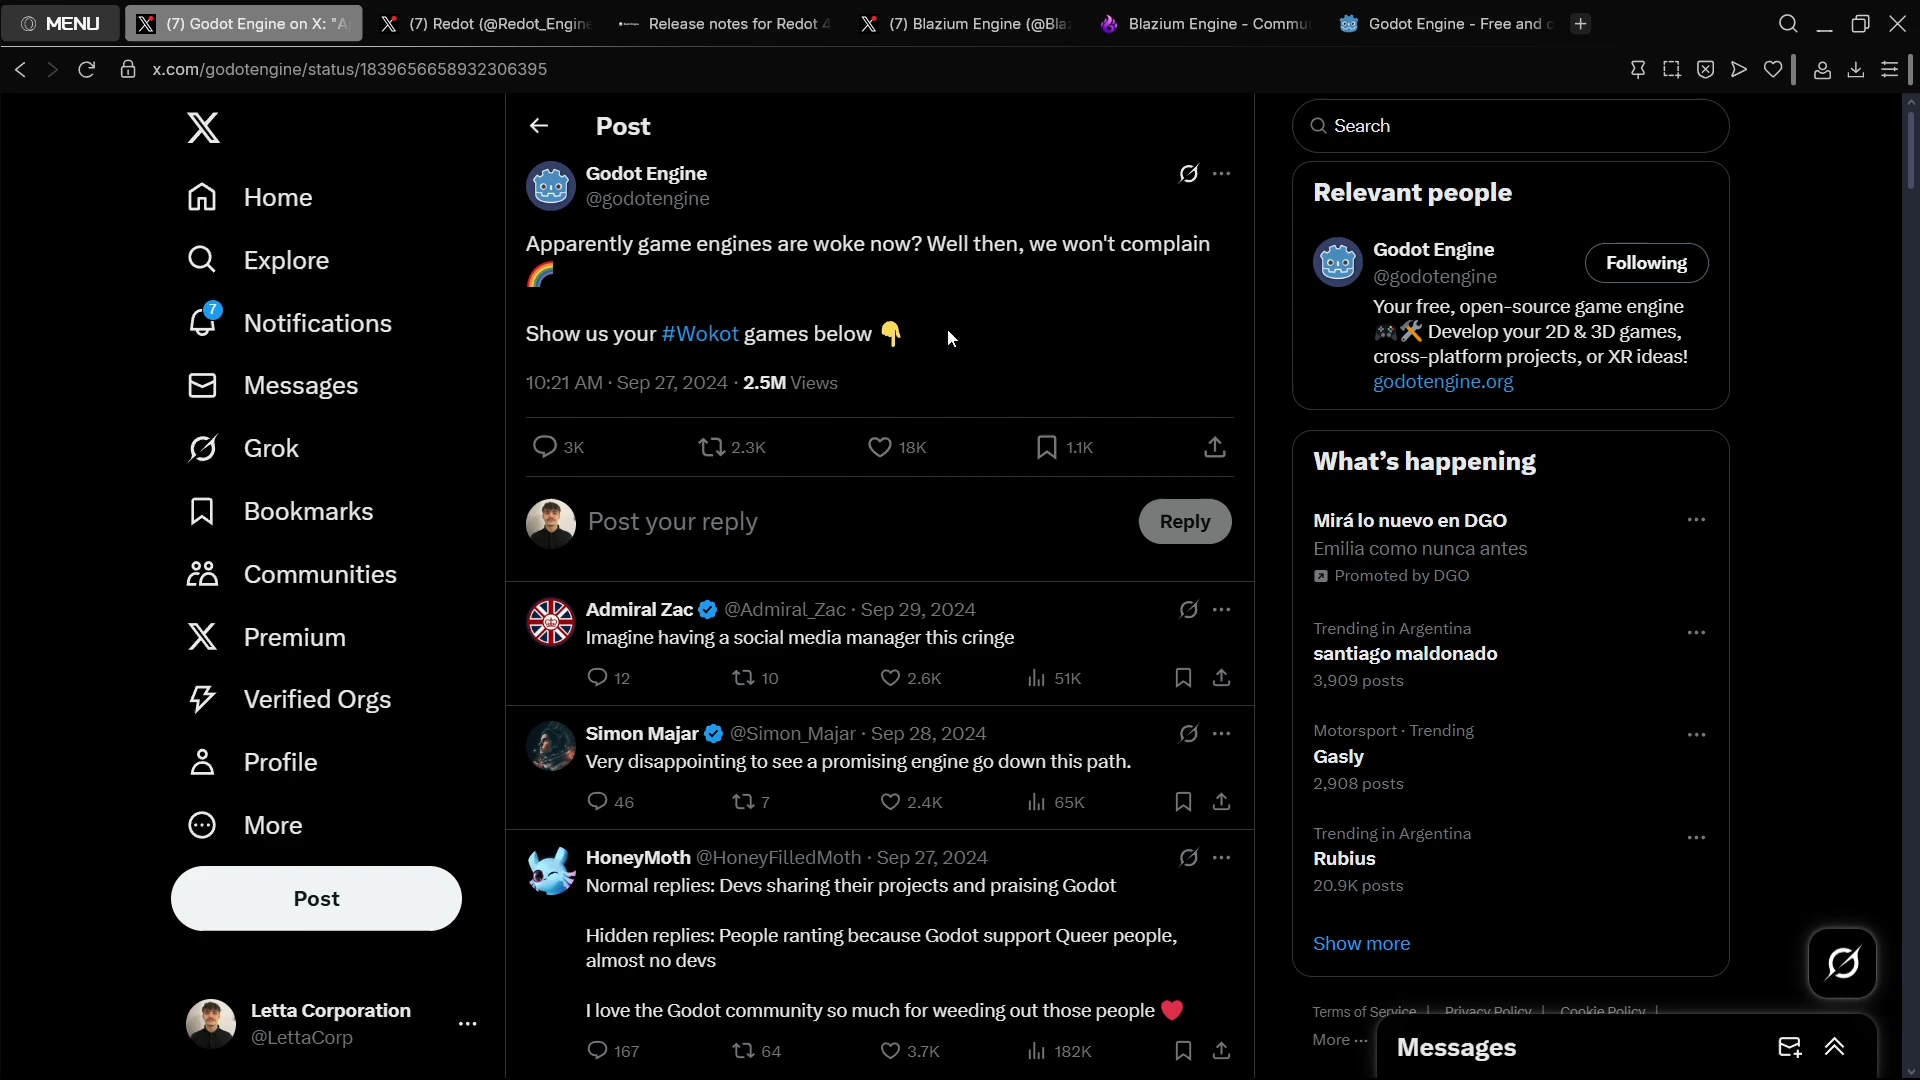 MENU
(7) Godot Engine on X: "A
(7) Redot (@Redot_Engin
Release notes for Redot 4
(7) Blazium Engine (@Bla
Blazium Engine - Commu
Godot Engine - Free and o
x.com/godotengine/status/1839656658932306395
Home
Explore
7
Notifications
Messages
Grok
Bookmarks
Communities
Premium
Verified Orgs
Profile
More
Post
Letta Corporation
@LettaCorp
Post
Godot Engine
@godotengine
Apparently game engines are woke now? Well then, we won't complain
🌈
Show us your #Wokot games below 👇
10:21 AM · Sep 27, 2024 · 2.5M Views
3K 2.3K 18K 1.1K
Post your reply
Reply
Admiral Zac @Admiral_Zac · Sep 29, 2024
Imagine having a social media manager this cringe
12 10 2.6K 51K
Simon Majar @Simon_Majar · Sep 28, 2024
Very disappointing to see a promising engine go down this path.
46 7 2.4K 65K
HoneyMoth @HoneyFilledMoth · Sep 27, 2024
Normal replies: Devs sharing their projects and praising Godot
Hidden replies: People ranting because Godot support Queer people,
almost no devs
I love the Godot community so much for weeding out those people ❤️
167 64 3.7K 182K
Search
Relevant people
Godot Engine
@godotengine
Following
Your free, open-source game engine
🎮🛠️ Develop your 2D & 3D games,
cross-platform projects, or XR ideas!
godotengine.org
What's happening
Mirá lo nuevo en DGO
Emilia como nunca antes
Promoted by DGO
Trending in Argentina
santiago maldonado
3,909 posts
Motorsport · Trending
Gasly
2,908 posts
Trending in Argentina
Rubius
20.9K posts
Show more
Terms of Service | Privacy Policy | Cookie Policy |
More ...
Messages